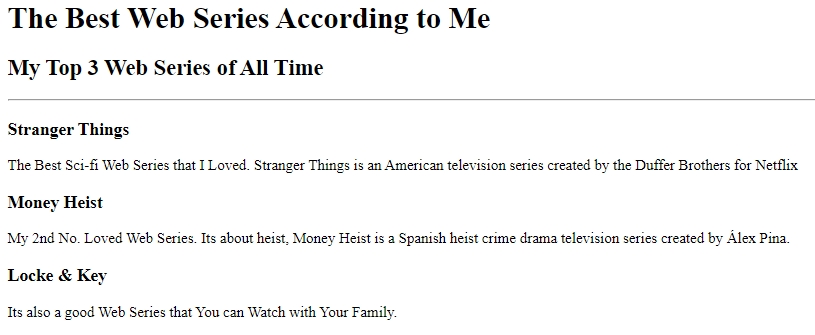 The Best Web Series According to Me
My Top 3 Web Series of All Time
Stranger Things
The Best Sci-fi Web Series that I Loved. Stranger Things is an American television series created by the Duffer Brothers for Netflix
Money Heist
My 2nd No. Loved Web Series. Its about heist, Money Heist is a Spanish heist crime drama television series created by Álex Pina.
Locke & Key
Its also a good Web Series that You can Watch with Your Family.